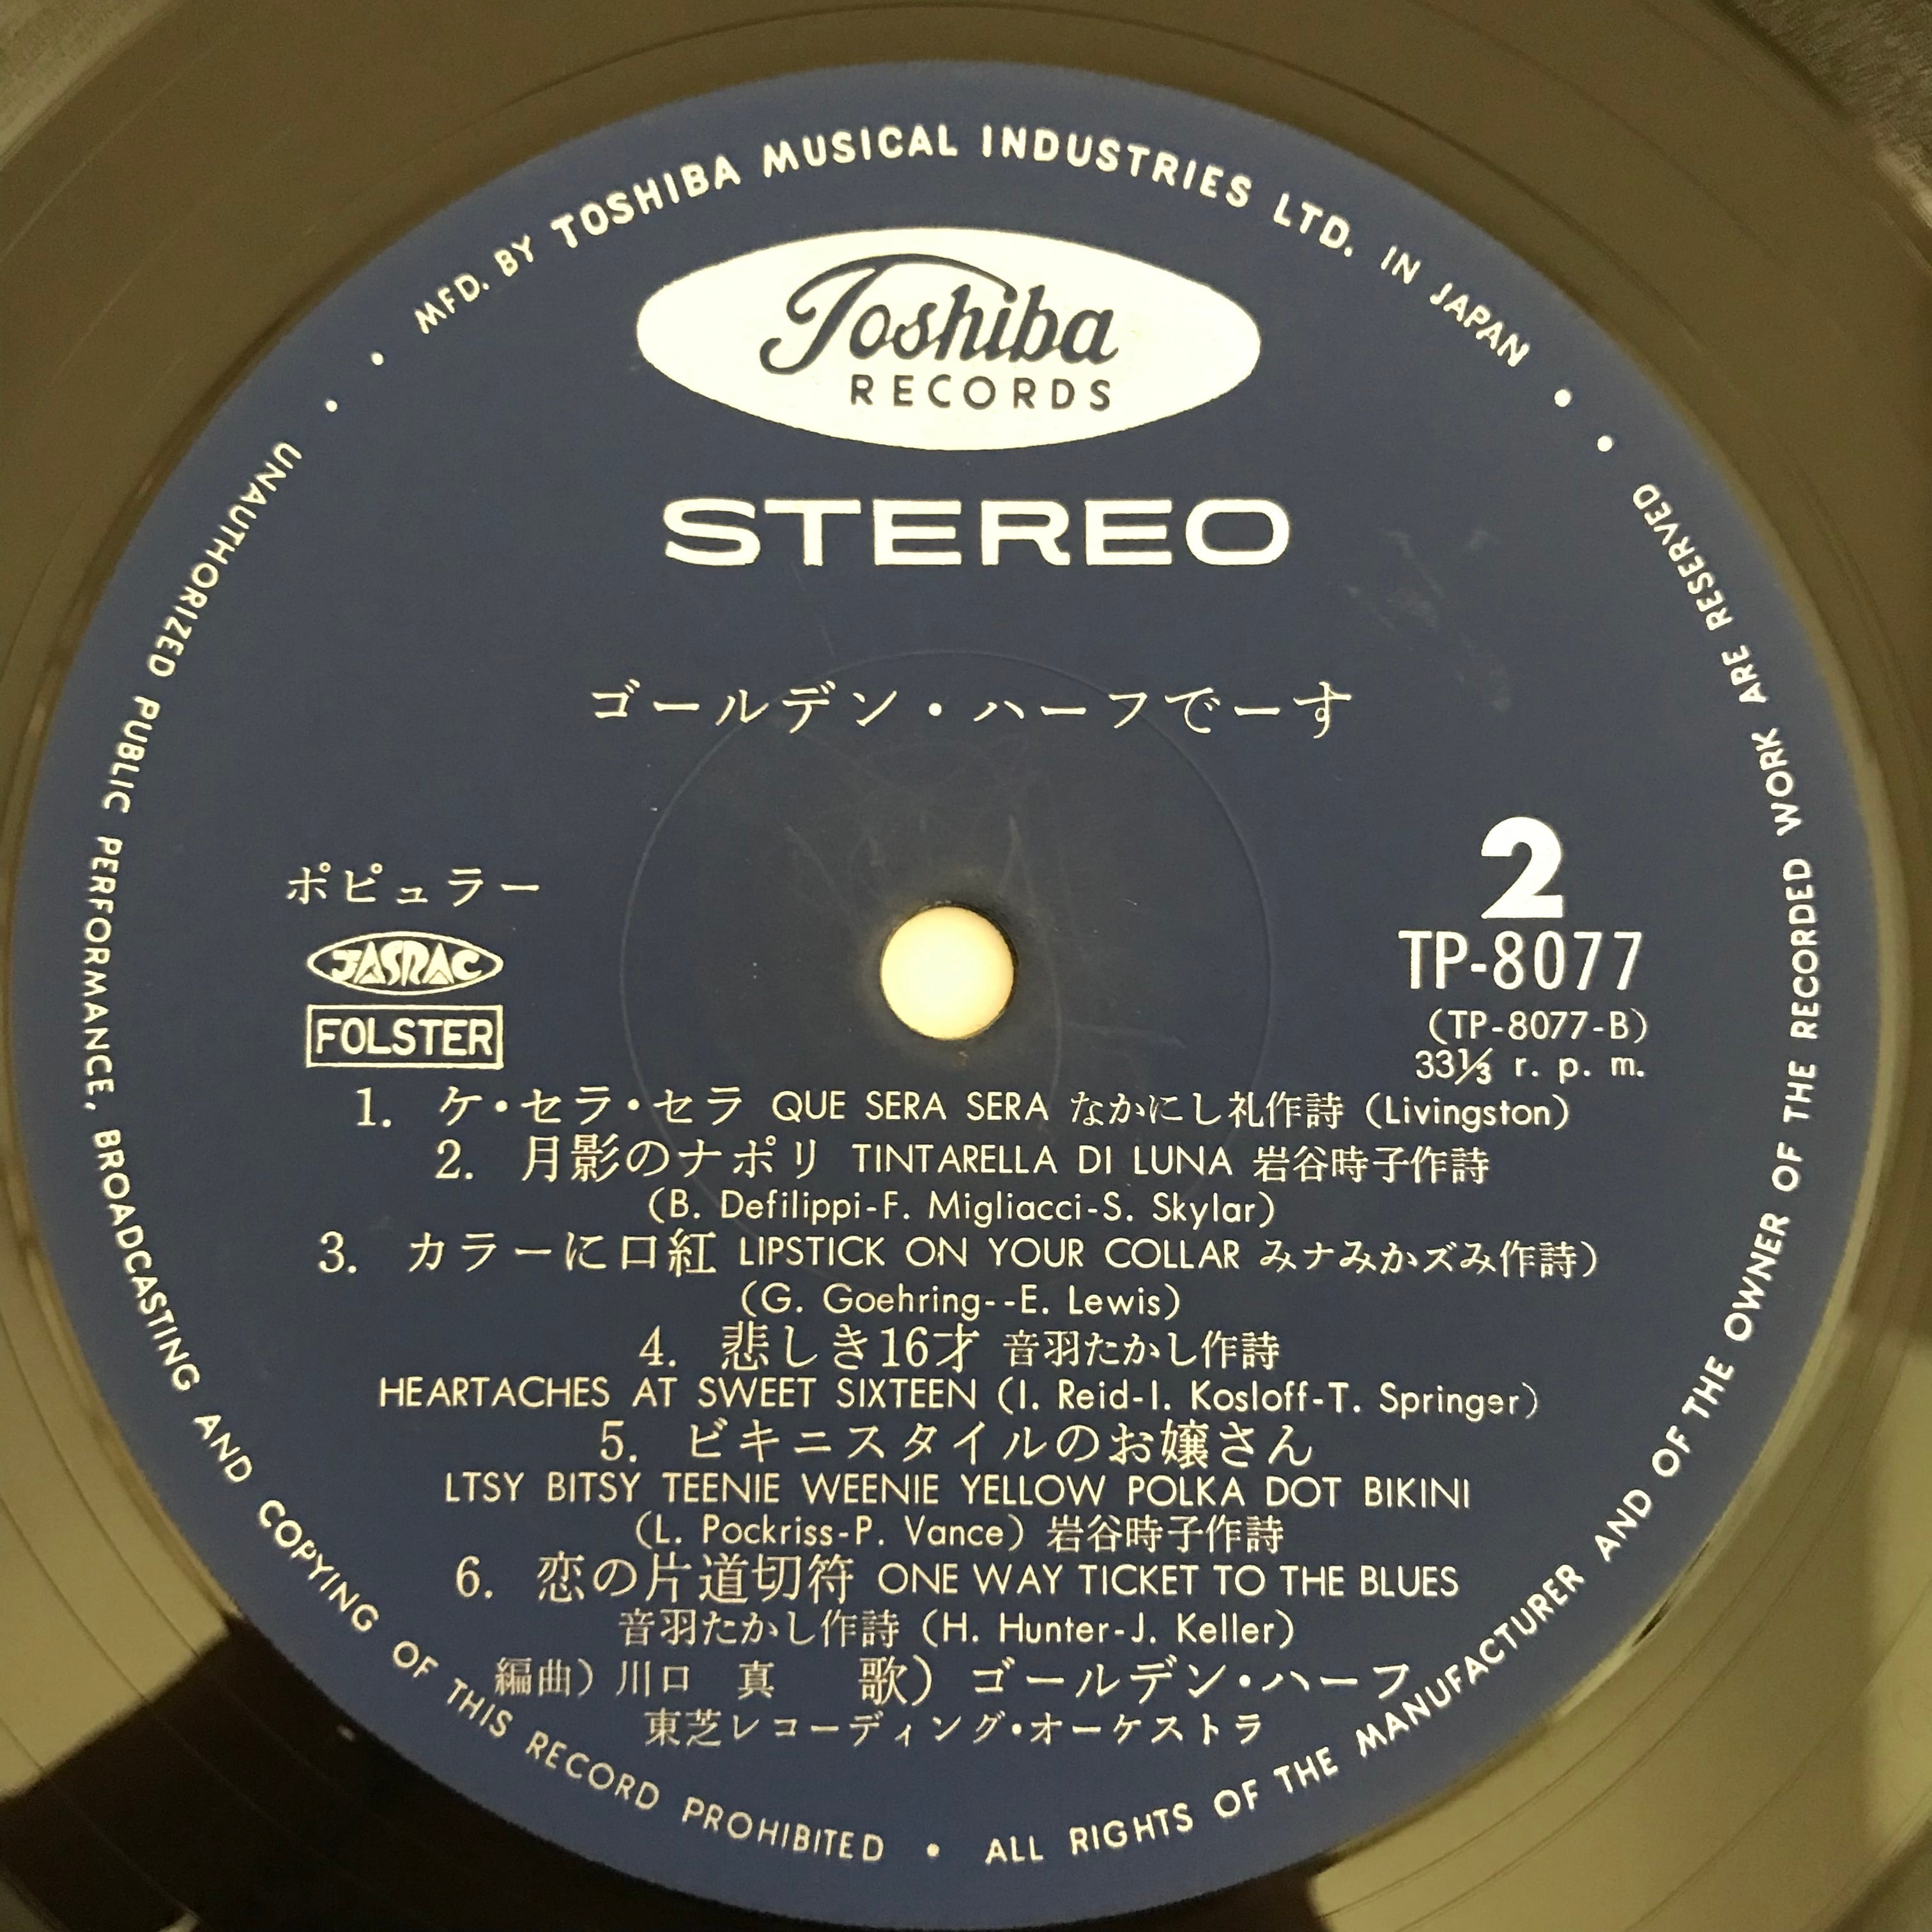 MFD. BY TOSHIBA MUSICAL INDUSTRIES LTD. IN JAPAN
Toshiba
RECORDS
STEREO
ゴールデン・ハーフでーす
ポピュラー
JASRAC
FOLSTER
2
TP-8077
(TP-8077-B)
33⅓ r. p. m.
1. ケ・セラ・セラ QUE SERA SERA なかにし礼作詩 (Livingston)
2. 月影のナポリ TINTARELLA DI LUNA 岩谷時子作詩
(B. Defilippi-F. Migliacci-S. Skylar)
3. カラーに口紅 LIPSTICK ON YOUR COLLAR みナみかズみ作詩)
(G. Goehring--E. Lewis)
4. 悲しき16才 音羽たかし作詩
HEARTACHES AT SWEET SIXTEEN (I. Reid-I. Kosloff-T. Springer)
5. ビキニスタイルのお嬢さん
LTSY BITSY TEENIE WEENIE YELLOW POLKA DOT BIKINI
(L. Pockriss-P. Vance) 岩谷時子作詩
6. 恋の片道切符 ONE WAY TICKET TO THE BLUES
音羽たかし作詩 (H. Hunter-J. Keller)
編曲) 川口 真 歌) ゴールデン・ハーフ
東芝レコーディング・オーケストラ
ALL RIGHTS OF THE MANUFACTURER AND OF THE OWNER OF THE RECORDED WORK ARE RESERVED
UNAUTHORIZED PUBLIC PERFORMANCE, BROADCASTING AND COPYING OF THIS RECORD PROHIBITED